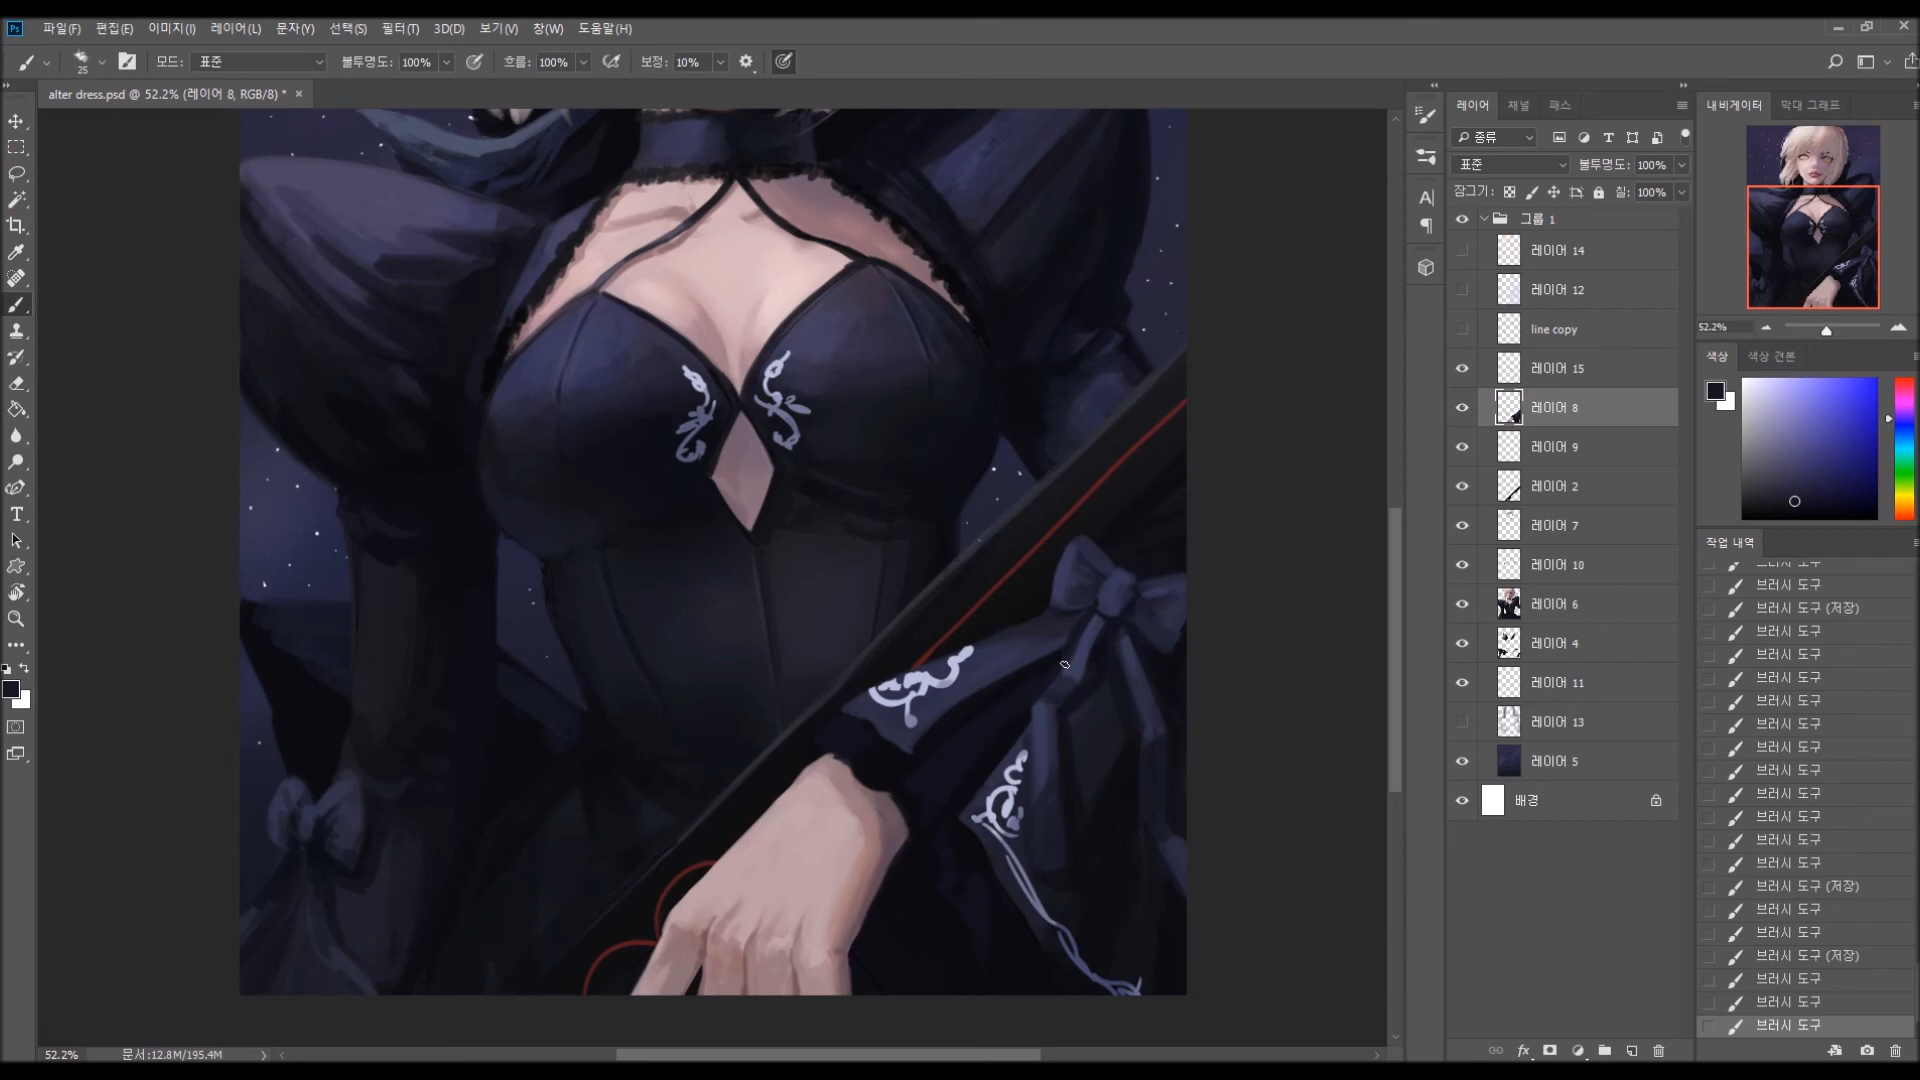 Ps 파일(F) 편집(E) 이미지(I) 레이어(L) 문자(Y) 선택(S) 필터(T) 3D(D) 보기(V) 창(W) 도움말(H)
25 모드: 표준 불투명도: 100% 흐름: 100% 보정: 10%
alter dress.psd @ 52.2% (레이어 8, RGB/8) *
레이어 채널 패스
종류
표준 불투명도: 100%
잠그기: 칠: 100%
그룹 1
레이어 14
레이어 12
line copy
레이어 15
레이어 8
레이어 9
레이어 2
레이어 7
레이어 10
레이어 6
레이어 4
레이어 11
레이어 13
레이어 5
배경
fx
내비게이터 막대 그래프
52.2%
색상 색상 견본
작업 내역
브러시 도구
브러시 도구
브러시 도구 (저장)
브러시 도구
브러시 도구
브러시 도구
브러시 도구
브러시 도구
브러시 도구
브러시 도구
브러시 도구
브러시 도구
브러시 도구
브러시 도구
브러시 도구 (저장)
브러시 도구
브러시 도구
브러시 도구 (저장)
브러시 도구
브러시 도구
브러시 도구
52.2% 문서:12.8M/195.4M